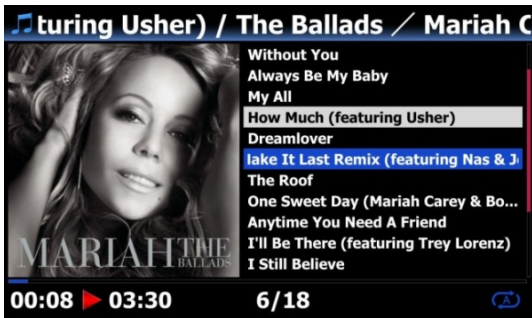 turing Usher) / The Ballads ／ Mariah C
Without You
Always Be My Baby
My All
How Much (featuring Usher)
Dreamlover
lake It Last Remix (featuring Nas & J
The Roof
One Sweet Day (Mariah Carey & Bo...
Anytime You Need A Friend
I'll Be There (featuring Trey Lorenz)
I Still Believe
MARIAH THE BALLADS
00:08 03:30 6/18 A